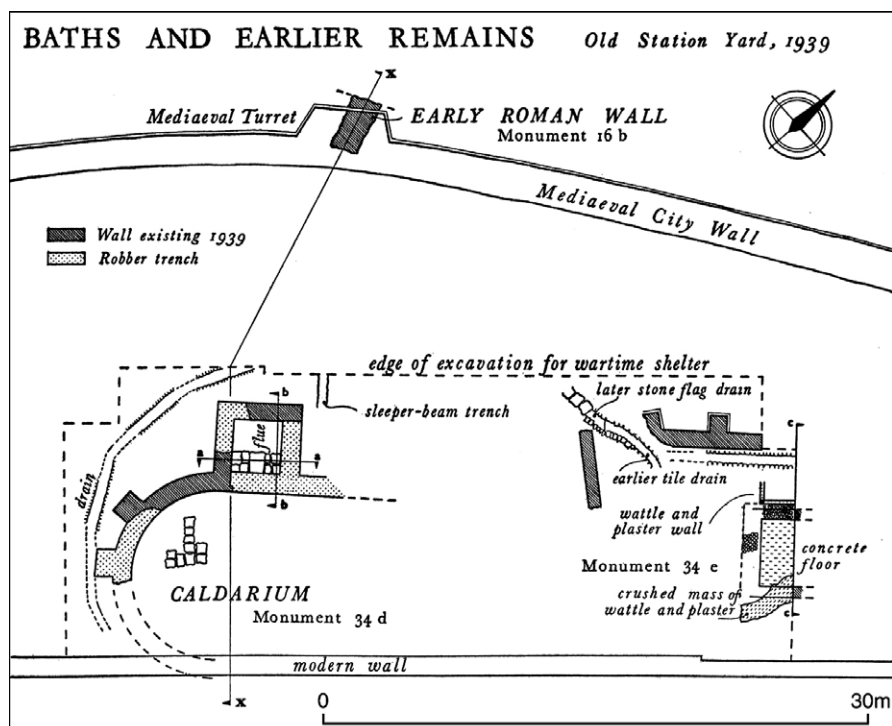 BATHS AND EARLIER REMAINS Old Station Yard, 1939
x
Mediaeval Turret
EARLY ROMAN WALL
Monument 16 b
Mediaeval City Wall
Wall existing 1939
Robber trench
edge of excavation for wartime shelter
b
sleeper-beam trench
flue
a
a
b
drain
CALDARIUM
Monument 34 d
later stone flag drain
c
earlier tile drain
wattle and
plaster wall
concrete
floor
Monument 34 e
crushed mass of
wattle and plaster
c
modern wall
x
0
30m